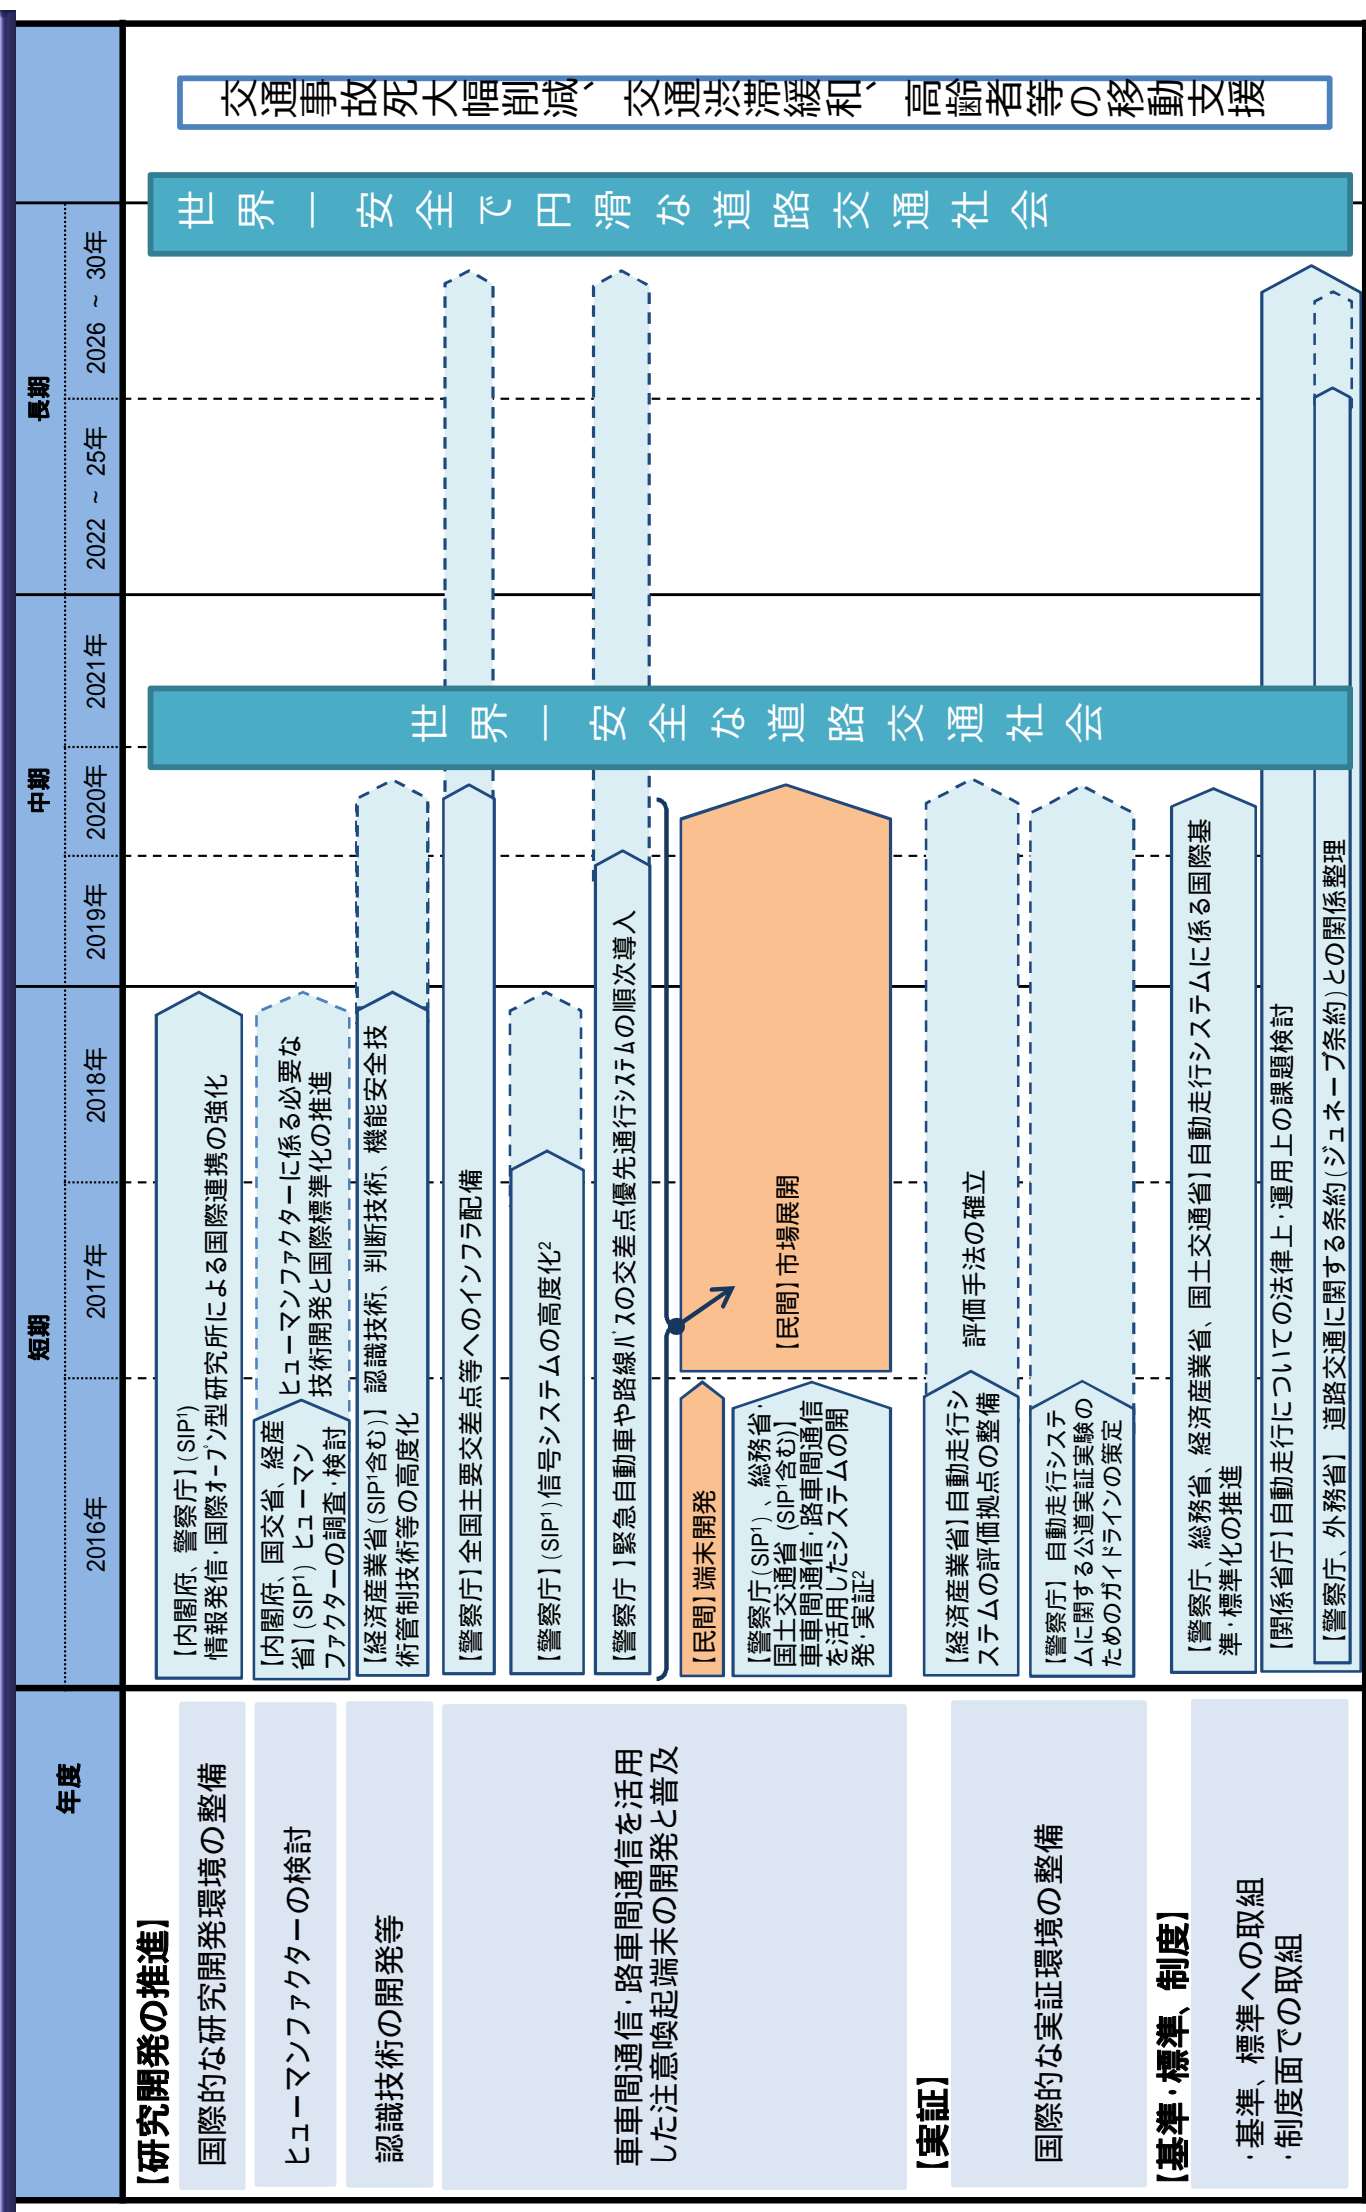 年度
短期
中期
長期
2016年
2017年
2018年
2019年
2020年
2021年
2022 ~ 25年
2026 ~ 30年
【研究開発の推進】
国際的な研究開発環境の整備
【内閣府、警察庁】(SIP1)
情報発信・国際オープン型研究所による国際連携の強化
ヒューマンファクターの検討
【内閣府、国交省、経産
省】(SIP1) ヒューマン
ファクターの調査・検討
ヒューマンファクターに係る必要な
技術開発と国際標準化の推進
認識技術の開発等
【経済産業省(SIP1含む)】 認識技術、判断技術、機能安全技
術管制技術等の高度化
車車間通信・路車間通信を活用
した注意喚起端末の開発と普及
【警察庁】全国主要交差点等へのインフラ配備
【警察庁】(SIP1)信号システムの高度化2
【警察庁 】緊急自動車や路線バスの交差点優先通行システムの順次導入
【民間】端末開発
【民間】市場展開
【警察庁(SIP1)、総務省・
国土交通省 (SIP1含む)】
車車間通信・路車間通信
を活用したシステムの開
発・実証2
【実証】
国際的な実証環境の整備
【経済産業省】自動走行シ
ステムの評価拠点の整備
評価手法の確立
【警察庁】 自動走行システ
ムに関する公道実証実験の
ためのガイドラインの策定
【基準・標準、制度】
・基準、標準への取組
・制度面での取組
【警察庁、総務省、経済産業省、国土交通省】自動走行システムに係る国際基
準・標準化の推進
【関係省庁】自動走行についての法律上・運用上の課題検討
【警察庁、外務省】 道路交通に関する条約(ジュネーブ条約)との関係整理
世界一安全な道路交通社会
世界一安全で円滑な道路交通社会
交通事故死大幅削減、交通渋滞緩和、高齢者等の移動支援